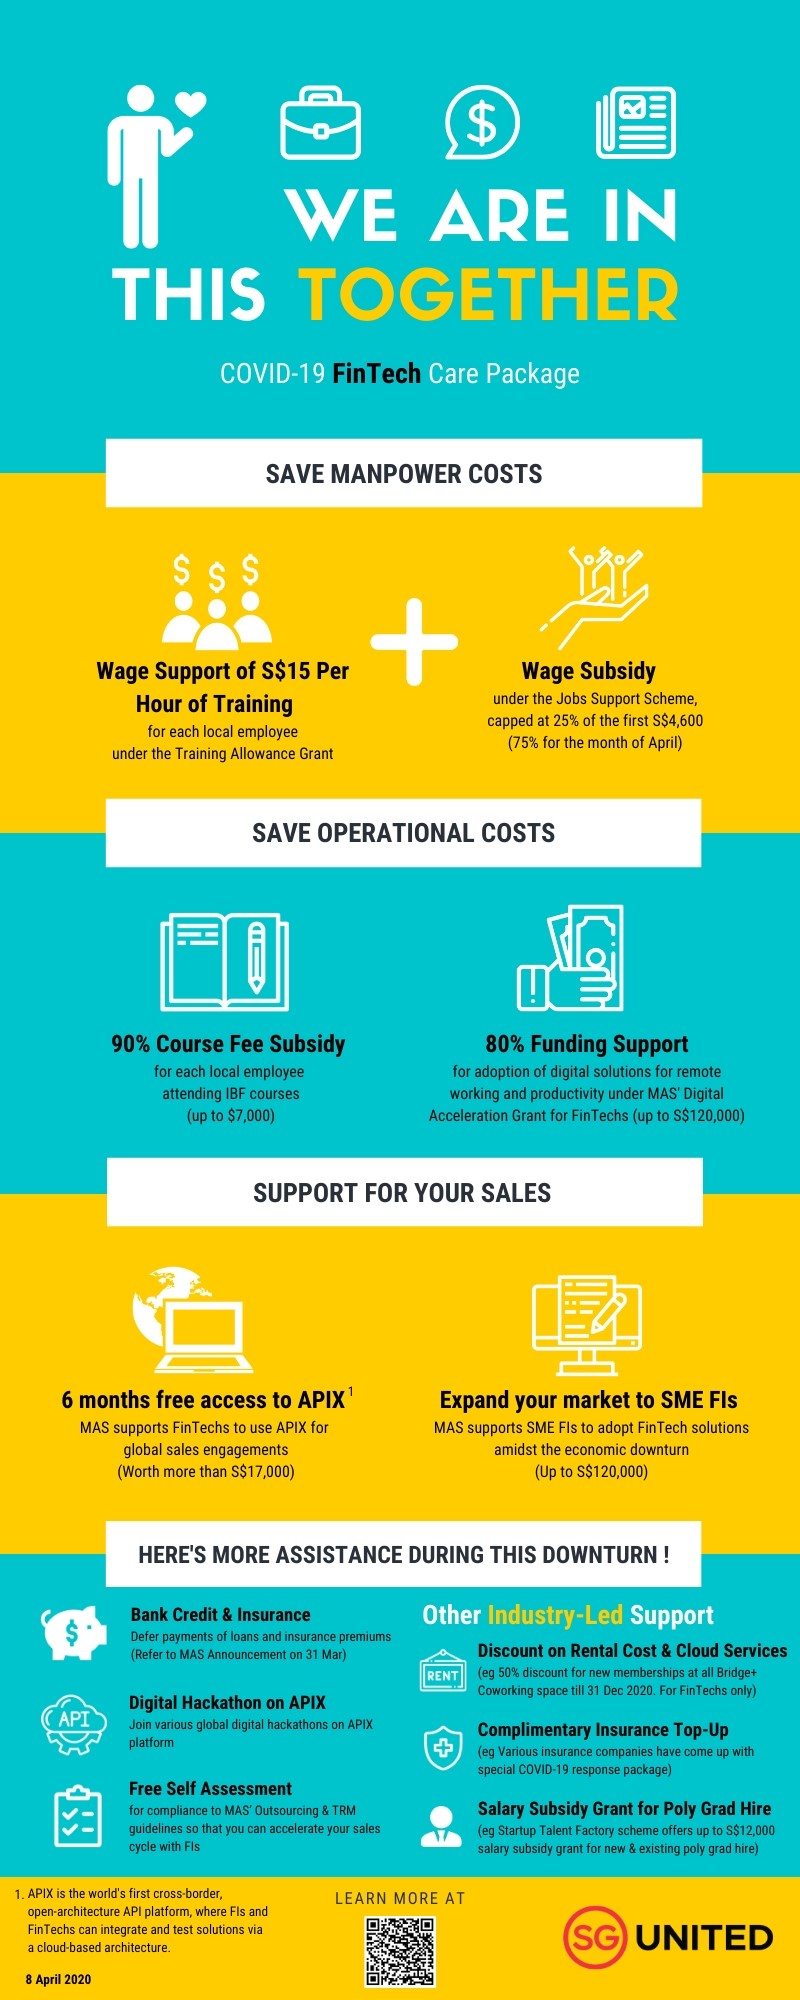 WE ARE IN
THIS TOGETHER
COVID-19 FinTech Care Package
SAVE MANPOWER COSTS
$ $ $
Wage Support of S$15 Per
Hour of Training
for each local employee
under the Training Allowance Grant
Wage Subsidy
under the Jobs Support Scheme,
capped at 25% of the first S$4,600
(75% for the month of April)
SAVE OPERATIONAL COSTS
90% Course Fee Subsidy
for each local employee
attending IBF courses
(up to $7,000)
80% Funding Support
for adoption of digital solutions for remote
working and productivity under MAS' Digital
Acceleration Grant for FinTechs (up to S$120,000)
SUPPORT FOR YOUR SALES
6 months free access to APIX 1
MAS supports FinTechs to use APIX for
global sales engagements
(Worth more than S$17,000)
Expand your market to SME FIs
MAS supports SME FIs to adopt FinTech solutions
amidst the economic downturn
(Up to S$120,000)
HERE'S MORE ASSISTANCE DURING THIS DOWNTURN !
Bank Credit & Insurance
Defer payments of loans and insurance premiums
(Refer to MAS Announcement on 31 Mar)
API
Digital Hackathon on APIX
Join various global digital hackathons on APIX
platform
Free Self Assessment
for compliance to MAS' Outsourcing & TRM
guidelines so that you can accelerate your sales
cycle with FIs
Other Industry-Led Support
RENT
Discount on Rental Cost & Cloud Services
(eg 50% discount for new memberships at all Bridge+
Coworking space till 31 Dec 2020. For FinTechs only)
Complimentary Insurance Top-Up
(eg Various insurance companies have come up with
special COVID-19 response package)
Salary Subsidy Grant for Poly Grad Hire
(eg Startup Talent Factory scheme offers up to S$12,000
salary subsidy grant for new & existing poly grad hire)
1. APIX is the world's first cross-border,
open-architecture API platform, where FIs and
FinTechs can integrate and test solutions via
a cloud-based architecture.
8 April 2020
LEARN MORE AT
SG UNITED